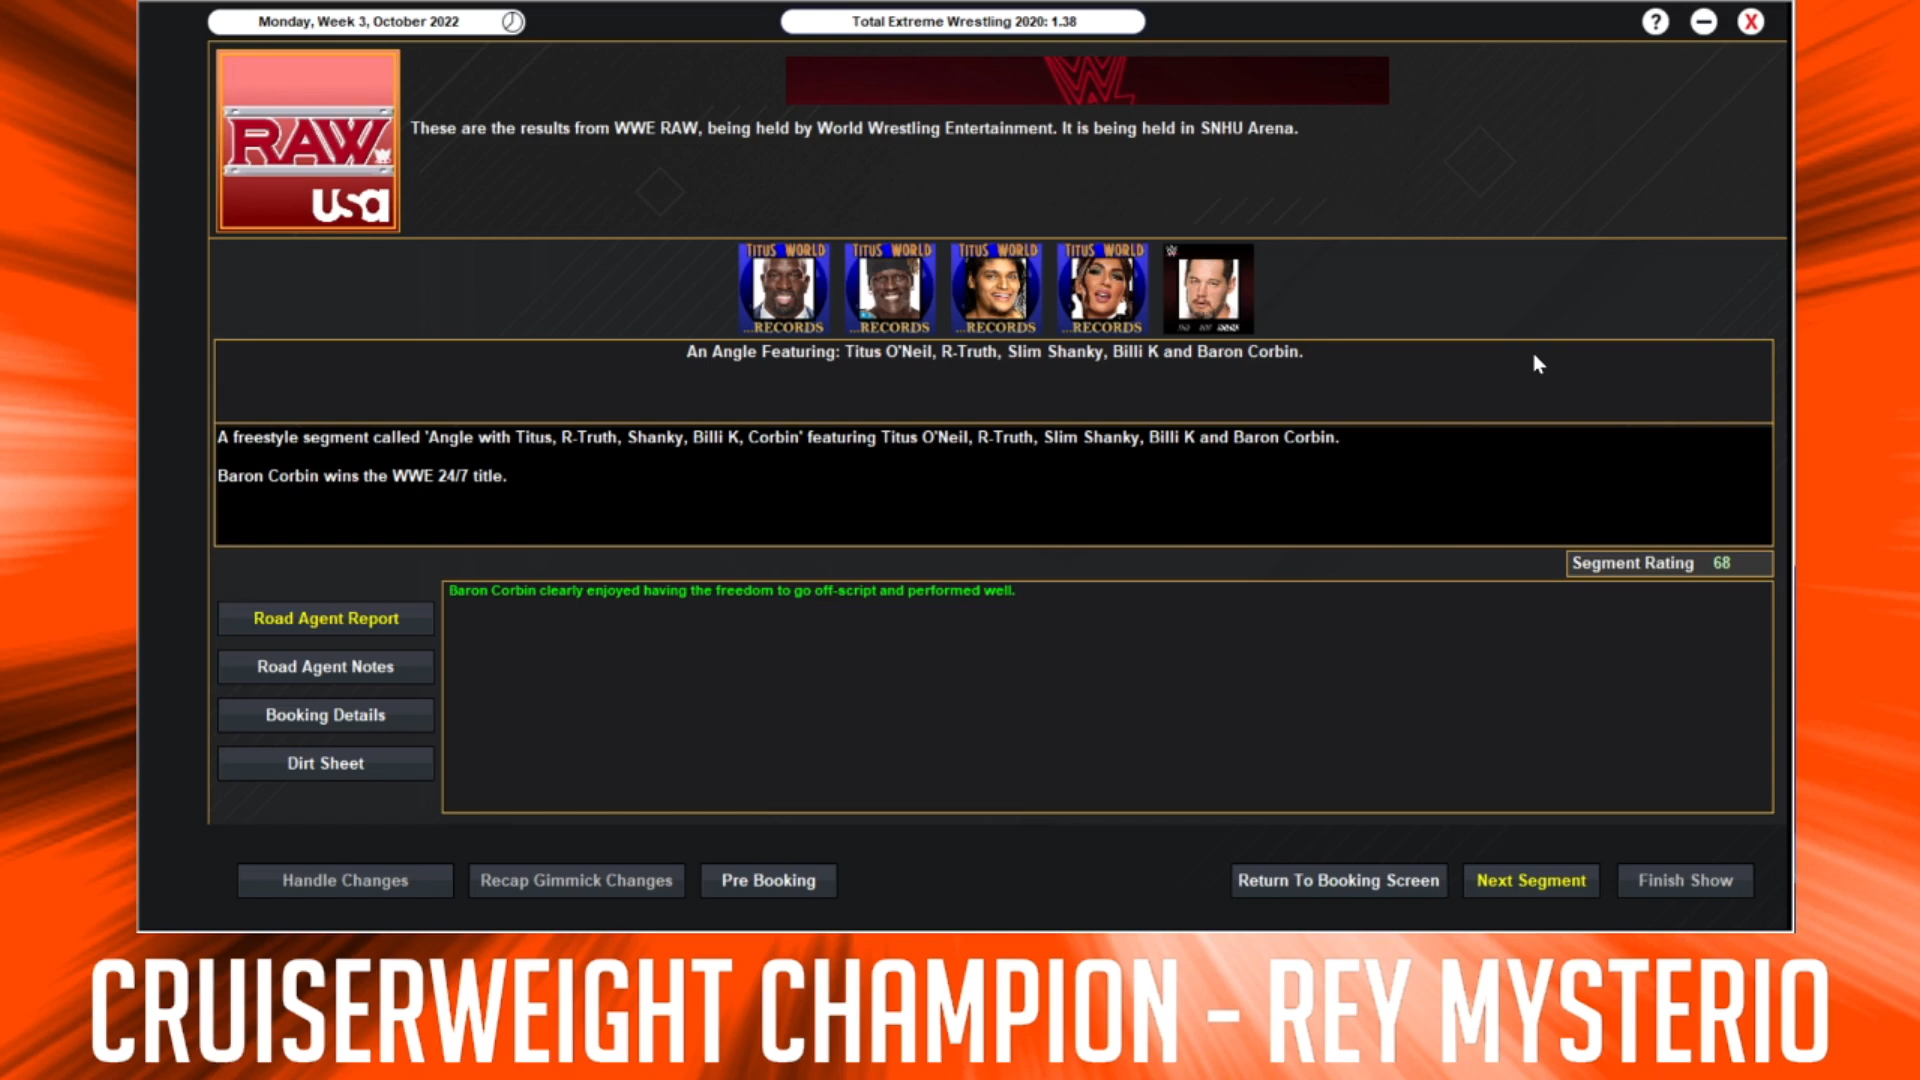 Monday, Week 3, October 2022
Total Extreme Wrestling 2020: 1.38
?
X
RAW
usa
These are the results from WWE RAW, being held by World Wrestling Entertainment. It is being held in SNHU Arena.
TITUS WORLD
...RECORDS
TITUS WORLD
...RECORDS
TITUS WORLD
...RECORDS
TITUS WORLD
...RECORDS
An Angle Featuring: Titus O'Neil, R-Truth, Slim Shanky, Billi K and Baron Corbin.
A freestyle segment called 'Angle with Titus, R-Truth, Shanky, Billi K, Corbin' featuring Titus O'Neil, R-Truth, Slim Shanky, Billi K and Baron Corbin.
Baron Corbin wins the WWE 24/7 title.
Segment Rating 68
Baron Corbin clearly enjoyed having the freedom to go off-script and performed well.
Road Agent Report
Road Agent Notes
Booking Details
Dirt Sheet
Handle Changes
Recap Gimmick Changes
Pre Booking
Return To Booking Screen
Next Segment
Finish Show
CRUISERWEIGHT CHAMPION - REY MYSTERIO